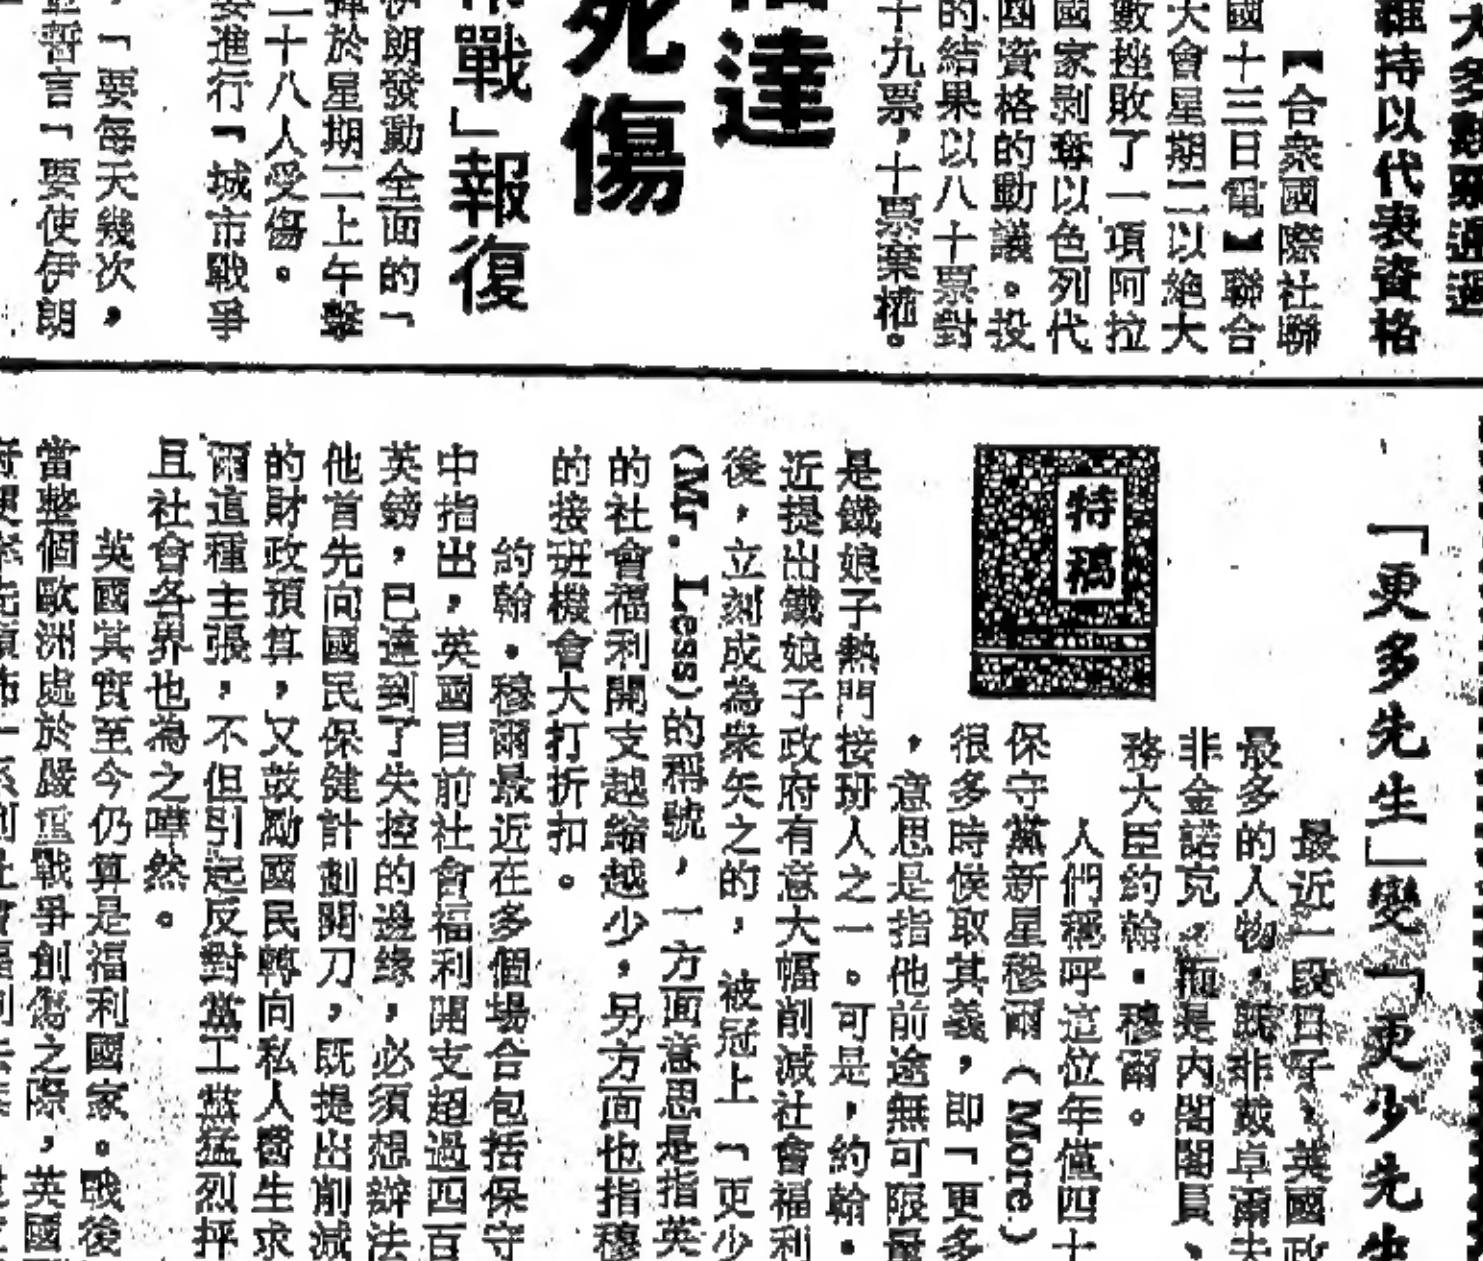 維持以代表資格
【合衆國際社聯
國十三日電】聯合
大會星期二以絶大
數挫敗了一項阿拉
國家剥奪以色列代
國資格的動議。投
的結果以八十票對
十九票，十票棄權。
達
死傷
戰」報復
朗發動全面的「
彈於星期二上午擊
二十八人受傷。
要進行「城市戰爭
，「要每天幾次，
誓言「要使伊朗
「更多先生」變「更少先生
特稿
最近一段日子，英國政
最多的人物，既非戴卓爾夫
非金諾克，而是内閣閣員、
務大臣約翰·穆爾。
人們稱呼這位年僅四十
保守黨新星穆爾（More）
很多時候取其義，即「更多
，意思是指他前途無可限量
是鐵娘子熱門接班人之一。可是，約翰·
近提出鐵娘子政府有意大幅削減社會福利
後，立刻成為衆矢之的，被冠上「更少
(Mr. Less)的稱號，一方面意思是指英
的社會福利開支越縮越少，另方面也指穆
的接班機會大打折扣。
約翰·穆爾最近在多個場合包括保守
中指出，英國目前社會福利開支超過四百
英鎊，已達到了失控的邊緣，必須想辦法
他首先向國民保健計劃開刀，既提出削減
的財政預算，又鼓勵國民轉向私人醫生求
爾這種主張，不但引起反對黨工黨猛烈抨
且社會各界也為之嘩然。
英國其實至今仍算是福利國家。戰後
當整個歐洲處於嚴重戰爭創傷之際，英國